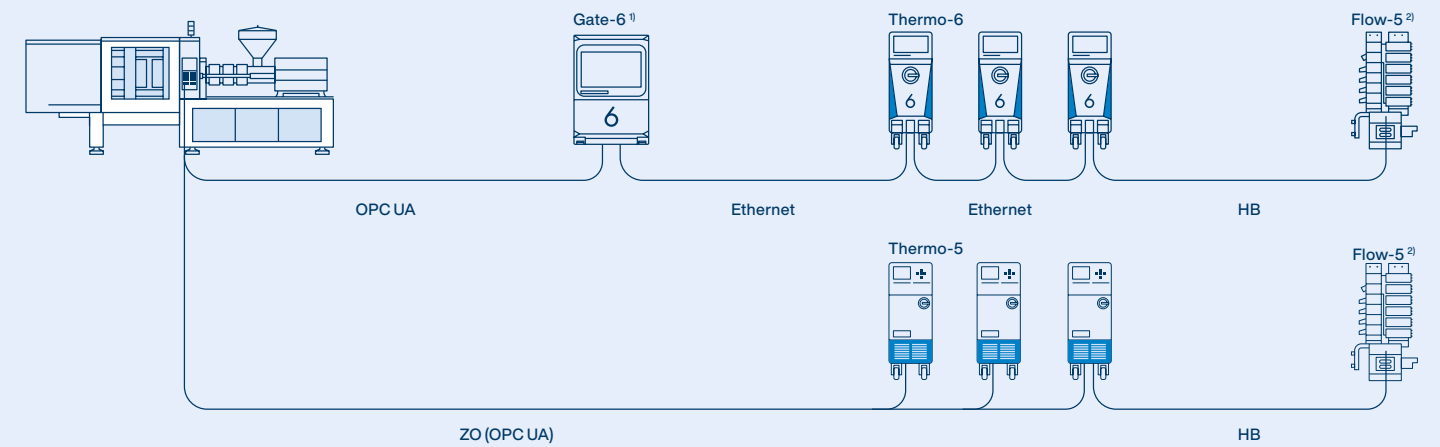 Gate-6 1)
Thermo-6
Flow-5 2)
6
6
6
6
OPC UA
Ethernet
Ethernet
HB
Thermo-5
Flow-5 2)
ZO (OPC UA)
HB